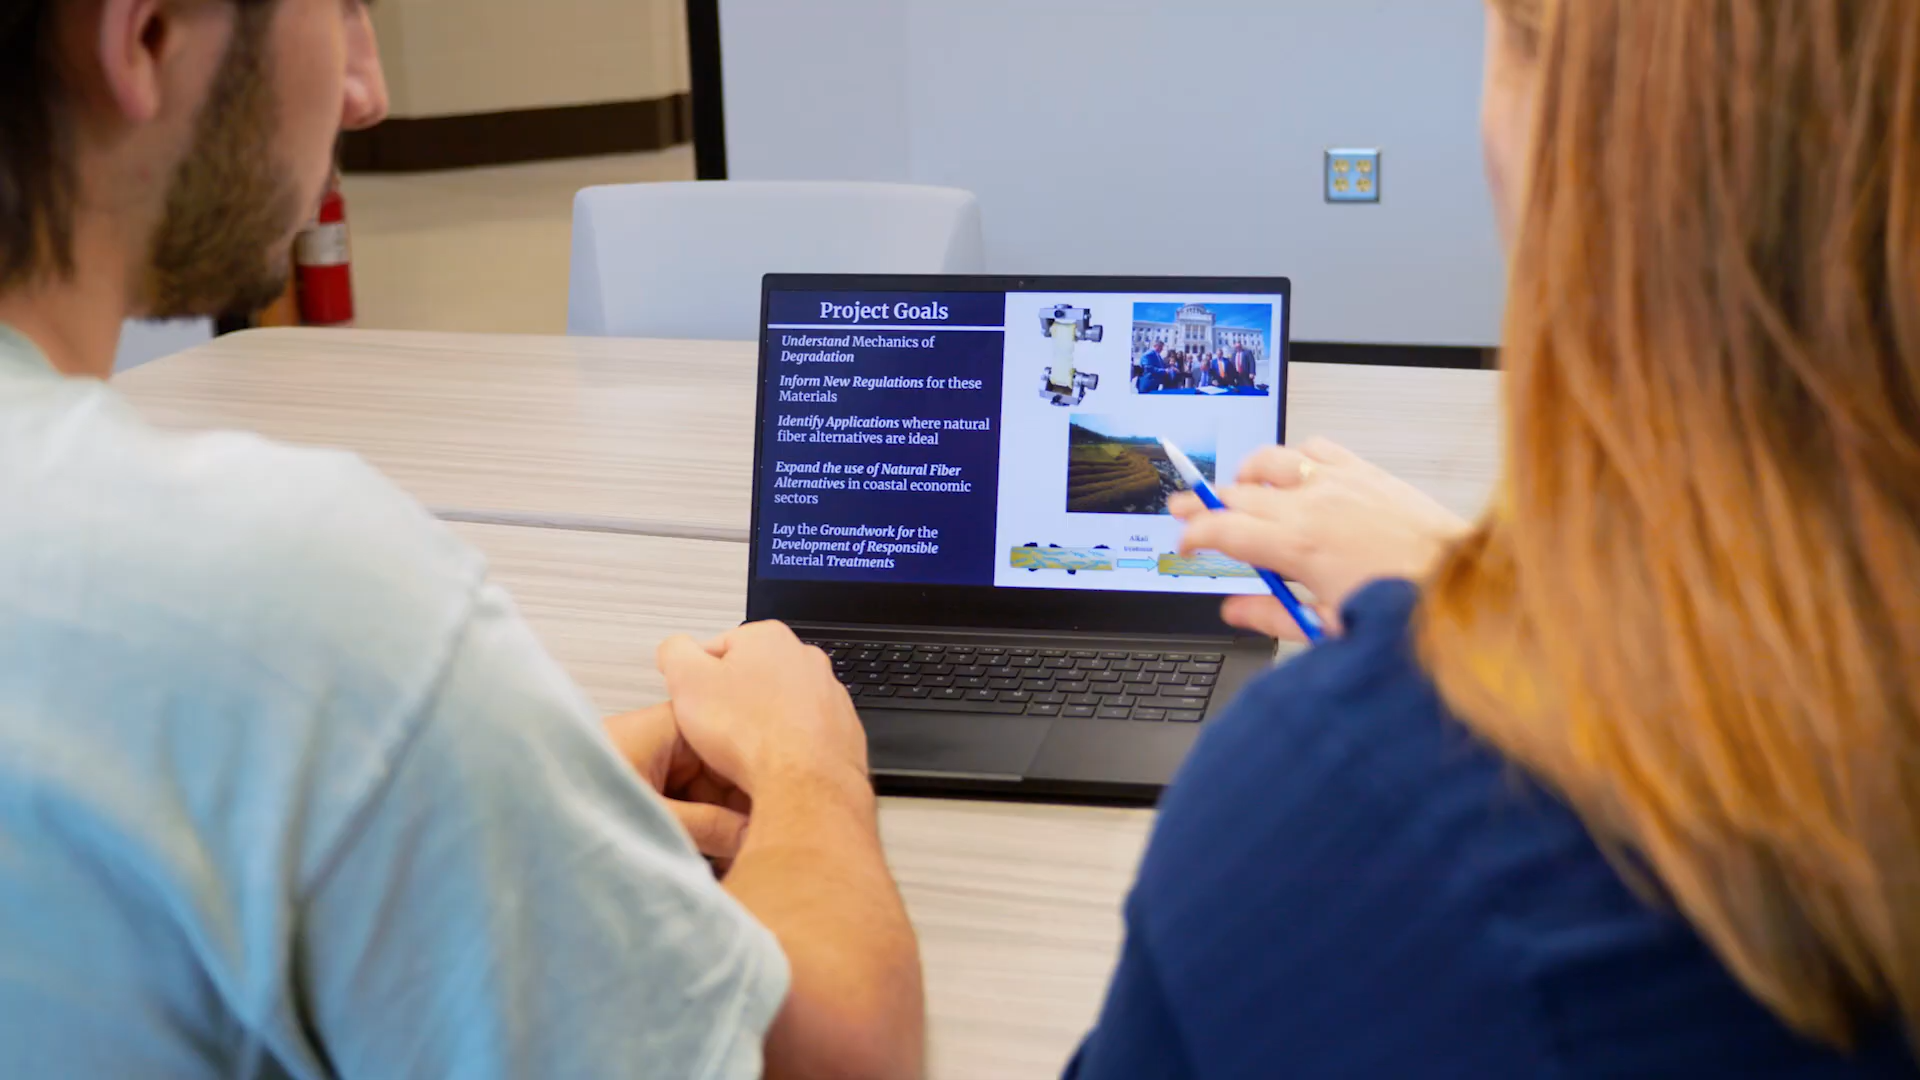 Project Goals
Understand Mechanics of
Degradation
Inform New Regulations for these
Materials
Identify Applications where natural
fiber alternatives are ideal
Expand the use of Natural Fiber
Alternatives in coastal economic
sectors
Lay the Groundwork for the
Development of Responsible
Material Treatments
Alkali